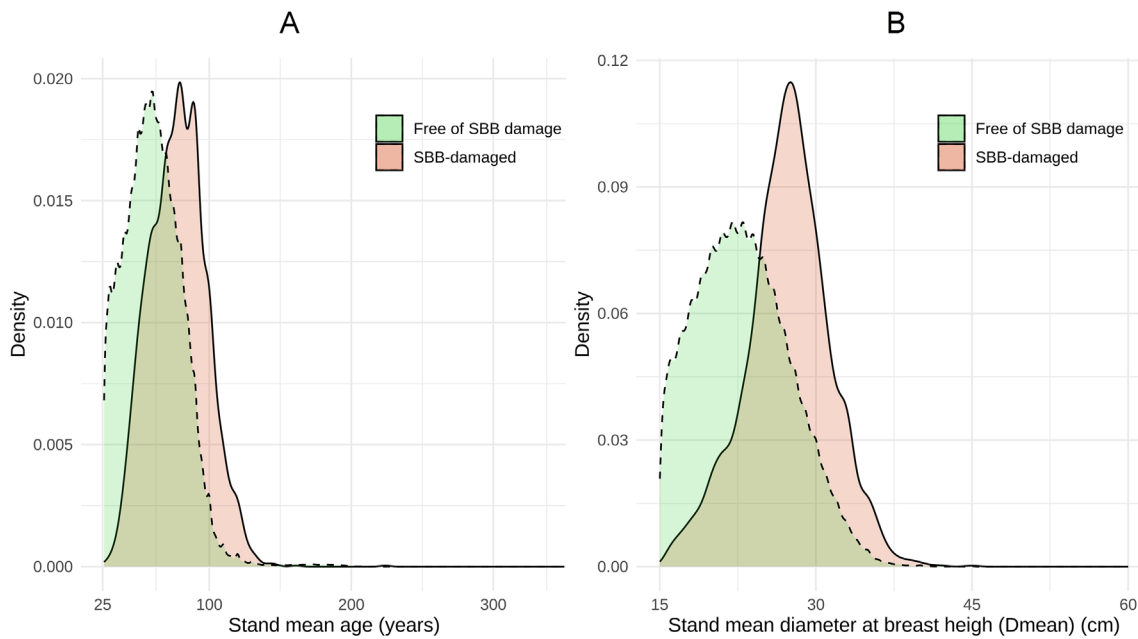 A
B
0.020
0.015
0.010
0.005
0.000
Density
25
100
200
300
Stand mean age (years)
Free of SBB damage
SBB-damaged
0.12
0.09
0.06
0.03
0.00
Density
15
30
45
60
Stand mean diameter at breast heigh (Dmean) (cm)
Free of SBB damage
SBB-damaged